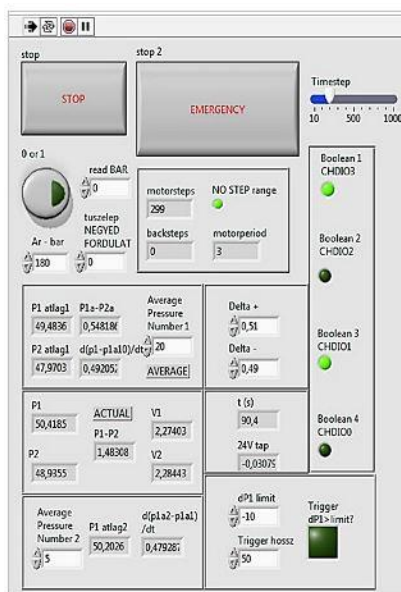 stop
STOP
stop 2
EMERGENCY
Timestep
10 500 1000
0 or 1
read BAR
0
Ar - bar
180
tuszelep
NEGYED
FORDULAT
0
motorsteps
299
NO STEP range
backsteps
0
motorperiod
3
Boolean 1
CHDIO3
Boolean 2
CHDIO2
Boolean 3
CHDIO1
Boolean 4
CHDIO0
P1 atlag1
49,4836
P1a-P2a
0,548186
Average
Pressure
Number 1
20
P2 atlag1
47,9703
d(p1-p1a10)/dt
0,49205
AVERAGE
Delta +
0,51
Delta -
0,49
P1
50,4185
ACTUAL
P1-P2
1,48308
V1
2,27403
P2
48,9355
V2
2,28443
t (s)
90,4
24V tap
-0,0307
Average
Pressure
Number 2
5
P1 atlag2
50,2026
d(p1a2-p1a1)
/dt
0,47928
dP1 limit
-10
Trigger hossz
50
Trigger
dP1>limit?